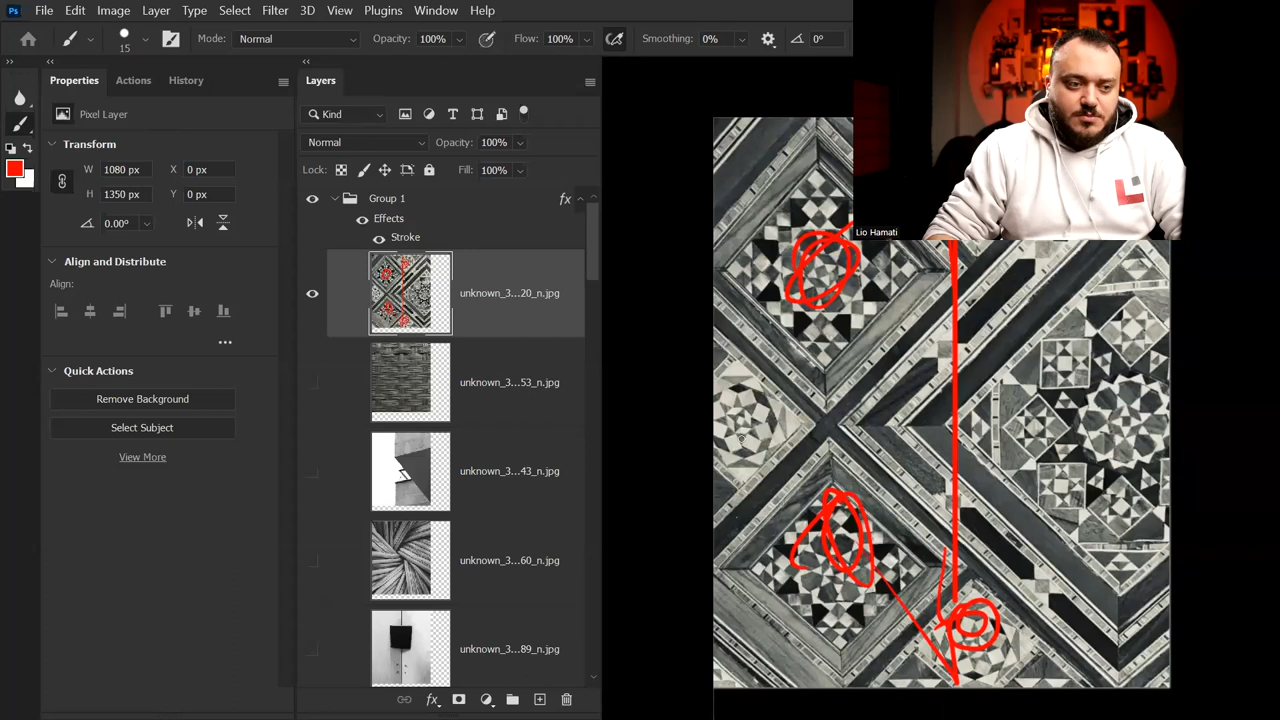 Ps File Edit Image Layer Type Select Filter 3D View Plugins Window Help
15 Mode: Normal Opacity: 100% Flow: 100% Smoothing: 0% 0°
Properties Actions History
Pixel Layer
Transform
W 1080 px X 0 px
H 1350 px Y 0 px
0.00°
Align and Distribute
Align:
Quick Actions
Remove Background
Select Subject
View More
Layers
Kind
Normal Opacity: 100%
Lock: Fill: 100%
Group 1 fx
Effects
Stroke
unknown_3...20_n.jpg
unknown_3...53_n.jpg
unknown_3...43_n.jpg
unknown_3...60_n.jpg
unknown_3...89_n.jpg
fx
Lio Hamati